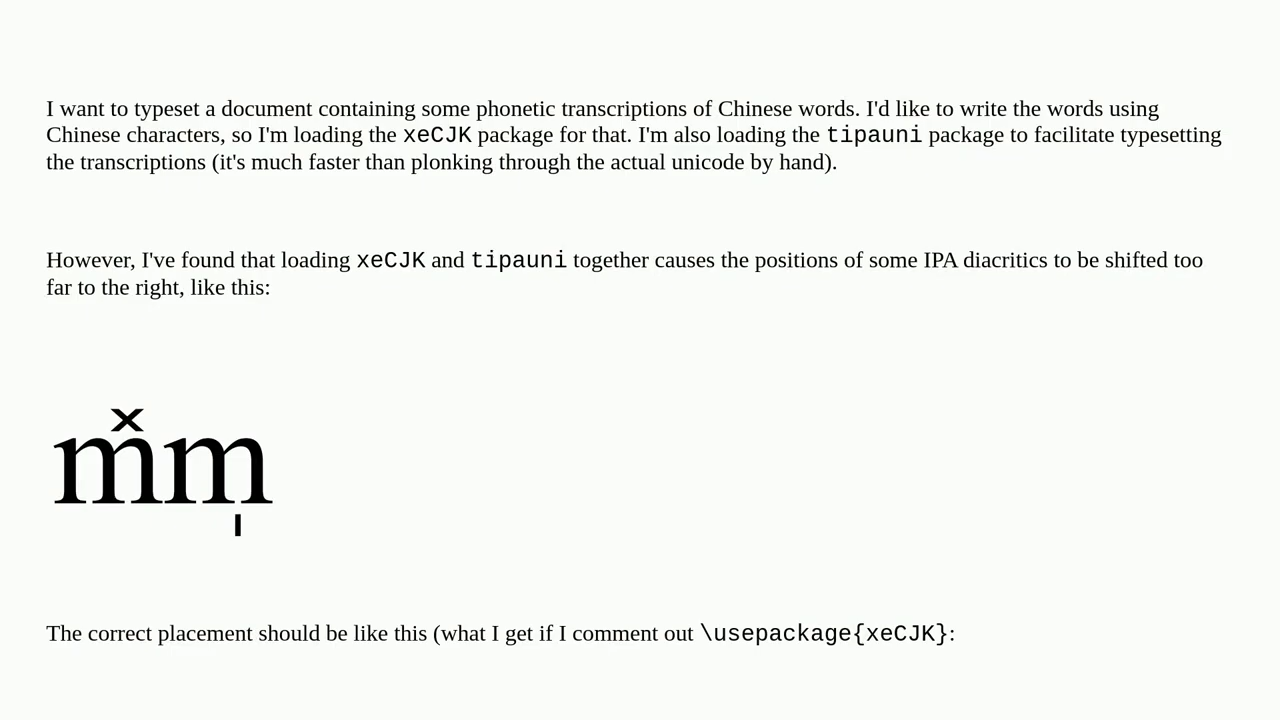 I want to typeset a document containing some phonetic transcriptions of Chinese words. I'd like to write the words using
Chinese characters, so I'm loading the xeCJK package for that. I'm also loading the tipauni package to facilitate typesetting
the transcriptions (it's much faster than plonking through the actual unicode by hand).
However, I've found that loading xeCJK and tipauni together causes the positions of some IPA diacritics to be shifted too
far to the right, like this:
m̽m̩
The correct placement should be like this (what I get if I comment out \usepackage{xeCJK}: